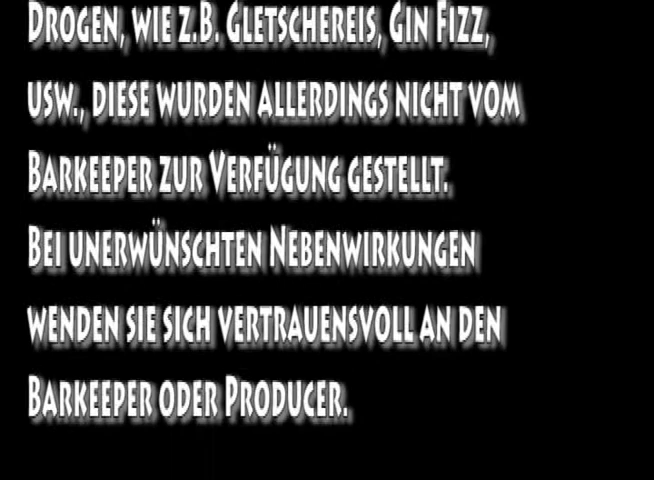 Drogen, wie z.B. Gletschereis, Gin Fizz,
usw., diese wurden allerdings nicht vom
Barkeeper zur Verfügung gestellt.
Bei unerwünschten Nebenwirkungen
wenden sie sich vertrauensvoll an den
Barkeeper oder Producer.